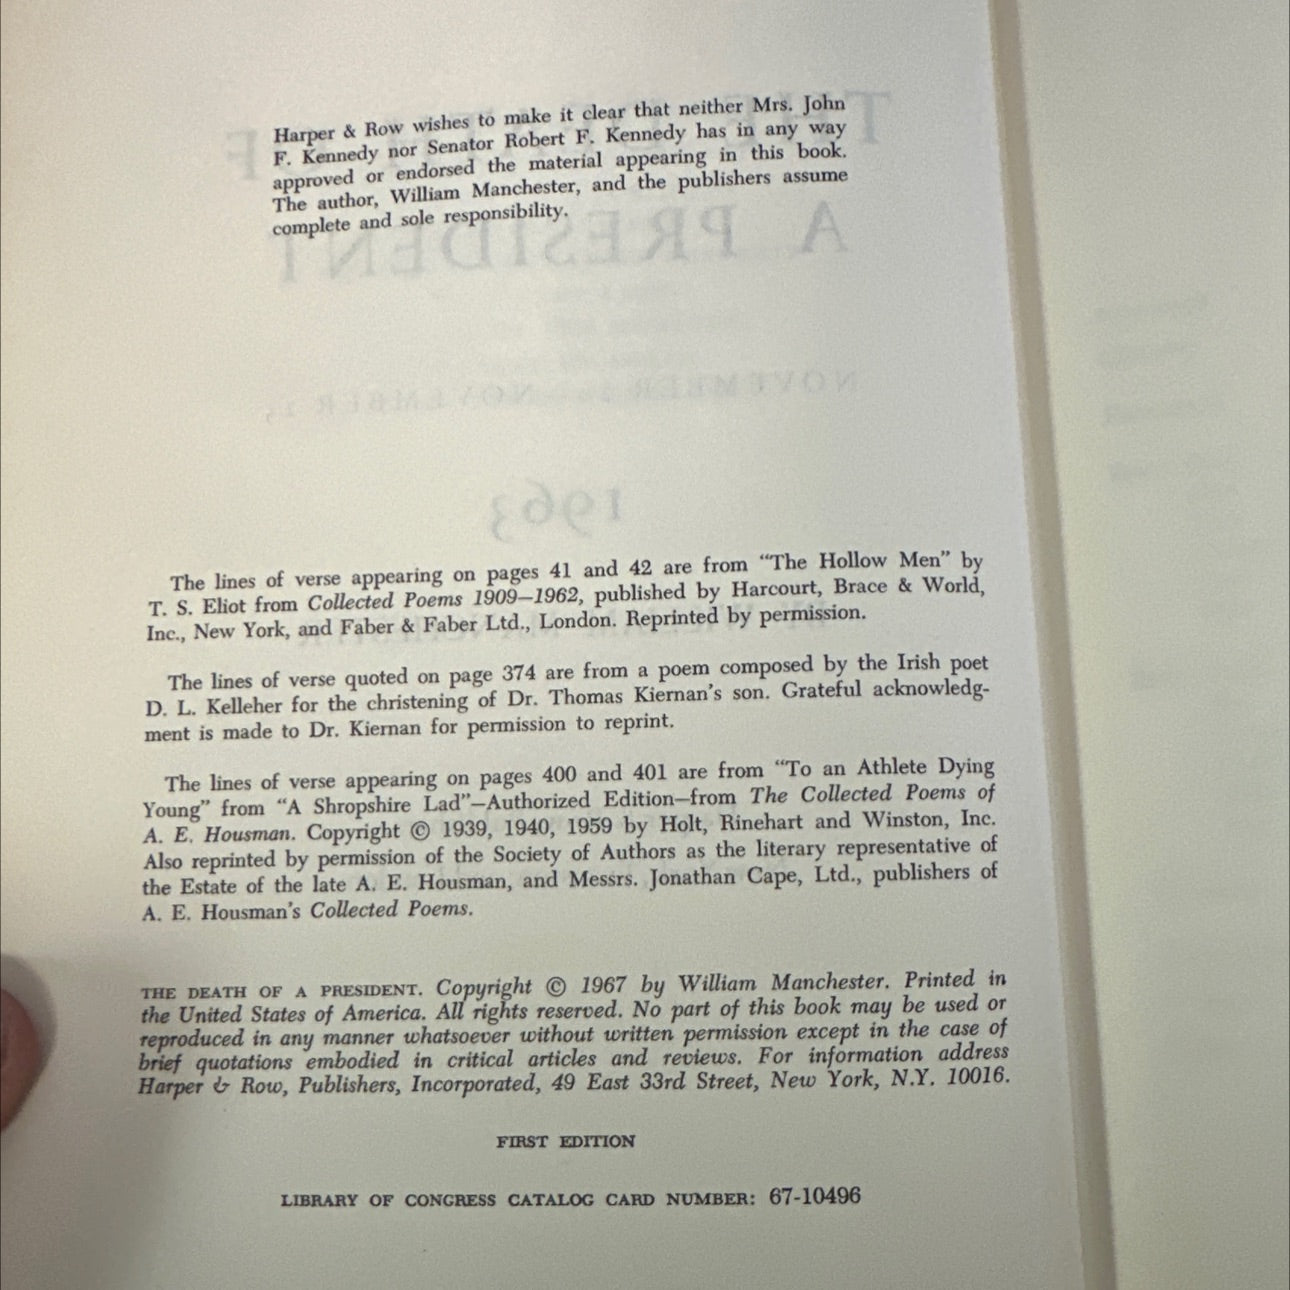 Harper & Row wishes to make it clear that neither Mrs. John
F. Kennedy nor Senator Robert F. Kennedy has in any way
approved or endorsed the material appearing in this book.
The author, William Manchester, and the publishers assume
complete and sole responsibility.
A PRESIDENT
1963
The lines of verse appearing on pages 41 and 42 are from “The Hollow Men” by
T. S. Eliot from Collected Poems 1909–1962, published by Harcourt, Brace & World,
Inc., New York, and Faber & Faber Ltd., London. Reprinted by permission.
The lines of verse quoted on page 374 are from a poem composed by the Irish poet
D. L. Kelleher for the christening of Dr. Thomas Kiernan’s son. Grateful acknowledg-
ment is made to Dr. Kiernan for permission to reprint.
The lines of verse appearing on pages 400 and 401 are from “To an Athlete Dying
Young” from “A Shropshire Lad”–Authorized Edition–from The Collected Poems of
A. E. Housman. Copyright © 1939, 1940, 1959 by Holt, Rinehart and Winston, Inc.
Also reprinted by permission of the Society of Authors as the literary representative of
the Estate of the late A. E. Housman, and Messrs. Jonathan Cape, Ltd., publishers of
A. E. Housman’s Collected Poems.
THE DEATH OF A PRESIDENT. Copyright © 1967 by William Manchester. Printed in
the United States of America. All rights reserved. No part of this book may be used or
reproduced in any manner whatsoever without written permission except in the case of
brief quotations embodied in critical articles and reviews. For information address
Harper & Row, Publishers, Incorporated, 49 East 33rd Street, New York, N.Y. 10016.
FIRST EDITION
LIBRARY OF CONGRESS CATALOG CARD NUMBER: 67-10496